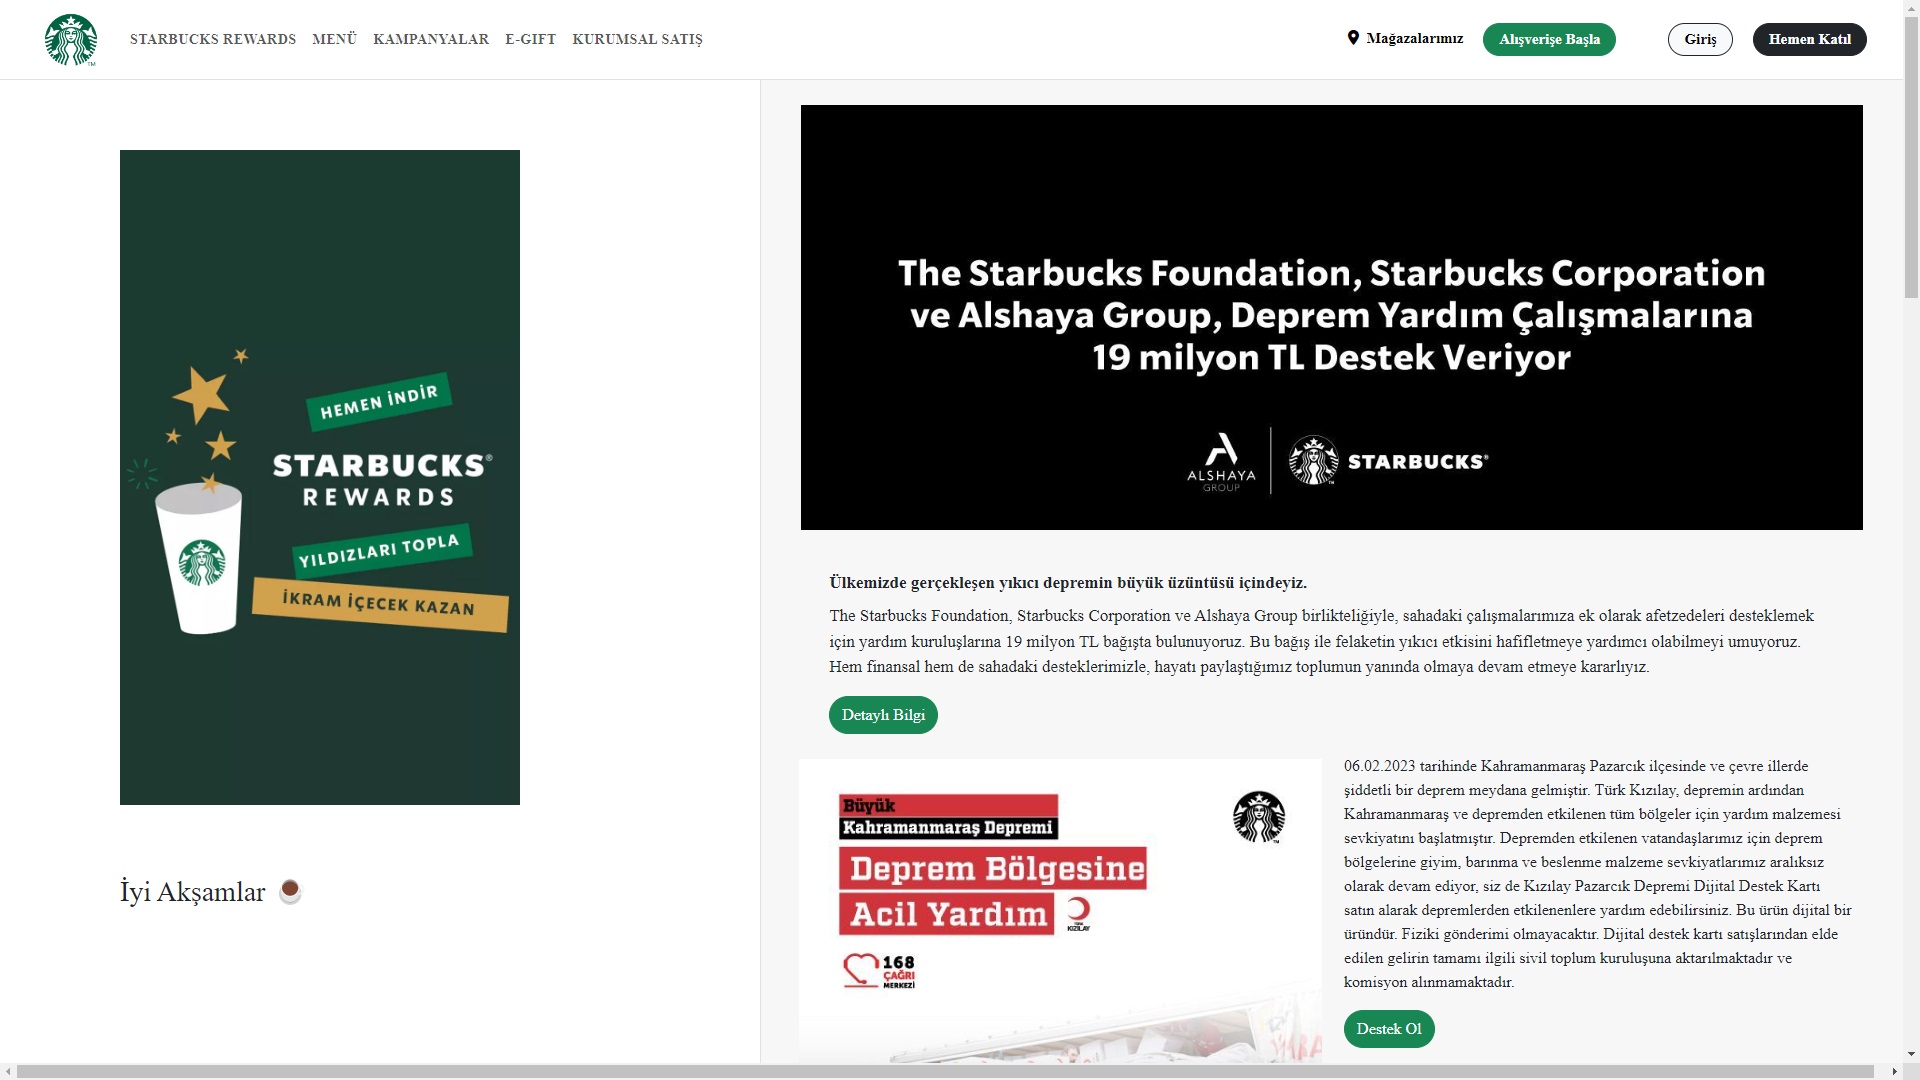 STARBUCKS REWARDS MENÜ KAMPANYALAR E-GIFT KURUMSAL SATIŞ
Mağazalarımız
Alışverişe Başla
Giriş
Hemen Katıl
HEMEN İNDİR
STARBUCKS®
REWARDS
YILDIZLARI TOPLA
İKRAM İÇECEK KAZAN
İyi Akşamlar
The Starbucks Foundation, Starbucks Corporation
ve Alshaya Group, Deprem Yardım Çalışmalarına
19 milyon TL Destek Veriyor
ALSHAYA
GROUP
STARBUCKS®
Ülkemizde gerçekleşen yıkıcı depremin büyük üzüntüsü içindeyiz.
The Starbucks Foundation, Starbucks Corporation ve Alshaya Group birlikteliğiyle, sahadaki çalışmalarımıza ek olarak afetzedeleri desteklemek
için yardım kuruluşlarına 19 milyon TL bağışta bulunuyoruz. Bu bağış ile felaketin yıkıcı etkisini hafifletmeye yardımcı olabilmeyi umuyoruz.
Hem finansal hem de sahadaki desteklerimizle, hayatı paylaştığımız toplumun yanında olmaya devam etmeye kararlıyız.
Detaylı Bilgi
Büyük
Kahramanmaraş Depremi
Deprem Bölgesine
Acil Yardım
TÜRK
KIZILAY
168
ÇAĞRI
MERKEZİ
06.02.2023 tarihinde Kahramanmaraş Pazarcık ilçesinde ve çevre illerde
şiddetli bir deprem meydana gelmiştir. Türk Kızılay, depremin ardından
Kahramanmaraş ve depremden etkilenen tüm bölgeler için yardım malzemesi
sevkiyatını başlatmıştır. Depremden etkilenen vatandaşlarımız için deprem
bölgelerine giyim, barınma ve beslenme malzeme sevkiyatlarımız aralıksız
olarak devam ediyor, siz de Kızılay Pazarcık Depremi Dijital Destek Kartı
satın alarak depremlerden etkilenenlere yardım edebilirsiniz. Bu ürün dijital bir
üründür. Fiziki gönderimi olmayacaktır. Dijital destek kartı satışlarından elde
edilen gelirin tamamı ilgili sivil toplum kuruluşuna aktarılmaktadır ve
komisyon alınmamaktadır.
Destek Ol